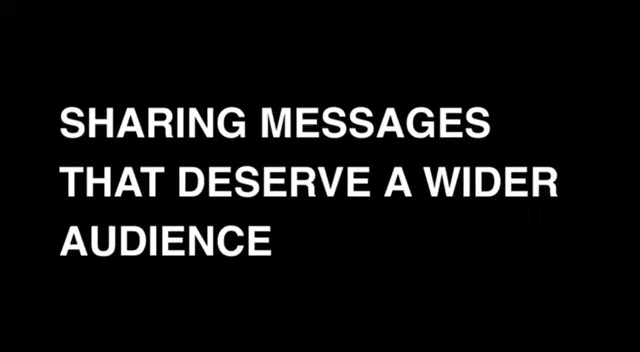 SHARING MESSAGES
THAT DESERVE A WIDER
AUDIENCE